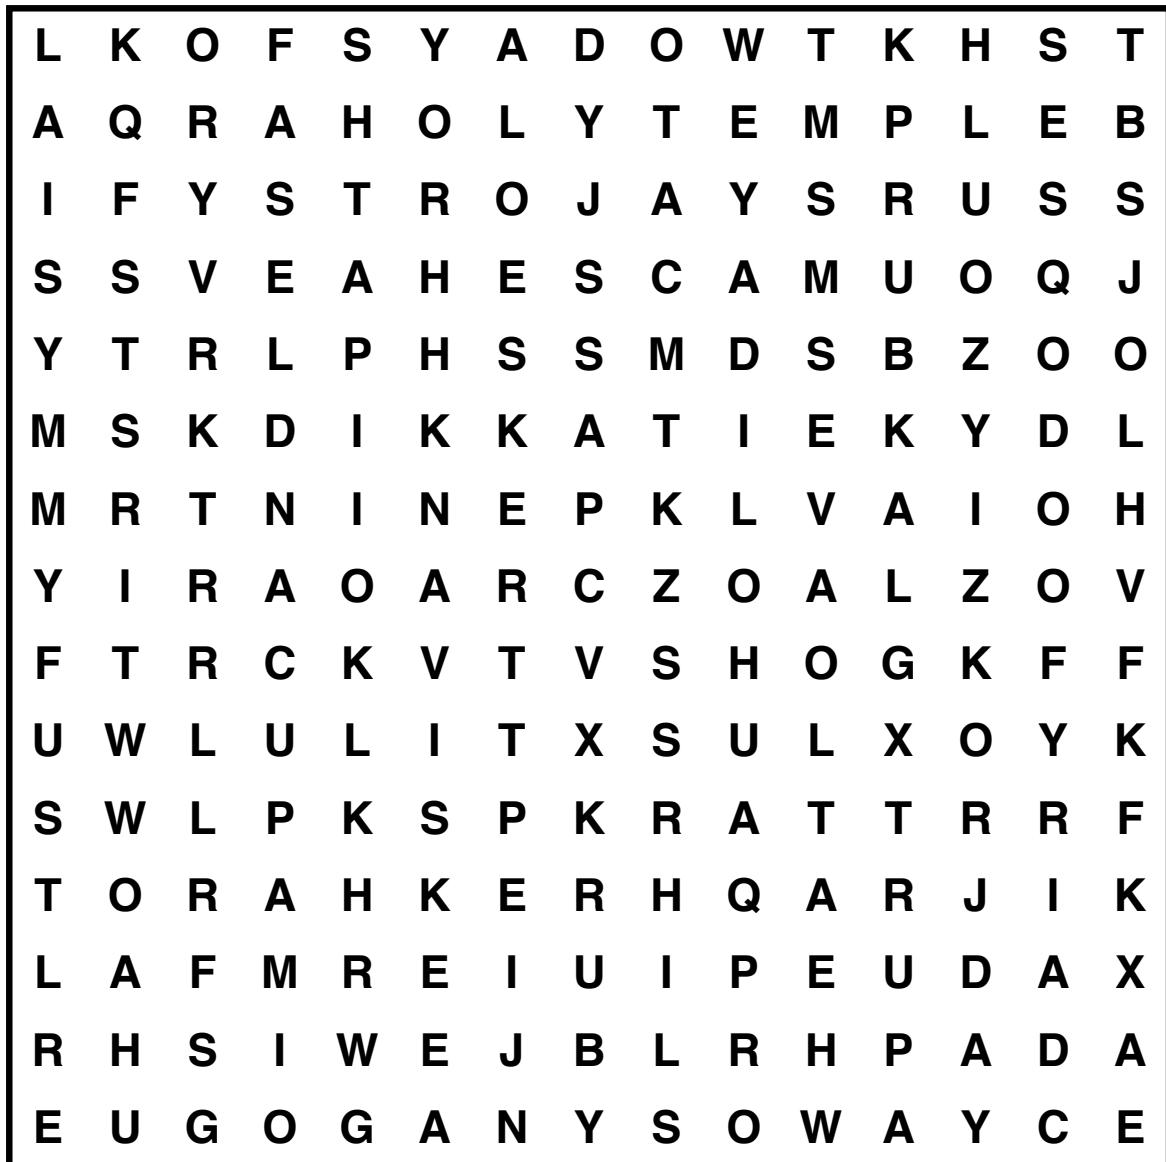 L K O F S Y A D O W T K H S T
A Q R A H O L Y T E M P L E B
I F Y S T R O J A Y S R U S S
S S V E A H E S C A M U O Q J
Y T R L P H S S M D S B Z O O
M S K D I K K A T I E K Y D L
M R T N I N E P K L V A I O H
Y I R A O A R C Z O A L Z O V
F T R C K V T V S H O G K F F
U W L U L I T X S U L X O Y K
S W L P K S P K R A T T R R F
T O R A H K E R H Q A R J I K
L A F M R E I U I P E U D A X
R H S I W E J B L R H P A D A
E U G O G A N Y S O W A Y C E